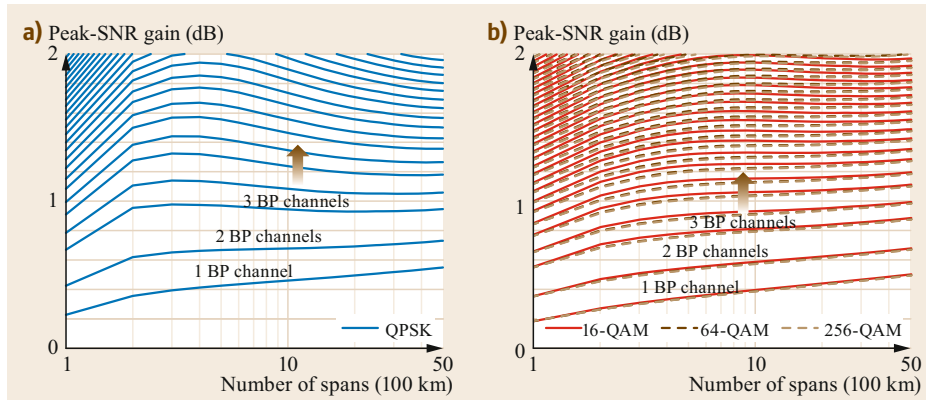 a) Peak-SNR gain (dB)
2
1
0
3 BP channels
2 BP channels
1 BP channel
QPSK
1
10
50
Number of spans (100 km)
b) Peak-SNR gain (dB)
2
1
0
3 BP channels
2 BP channels
1 BP channel
16-QAM 64-QAM 256-QAM
1
10
50
Number of spans (100 km)